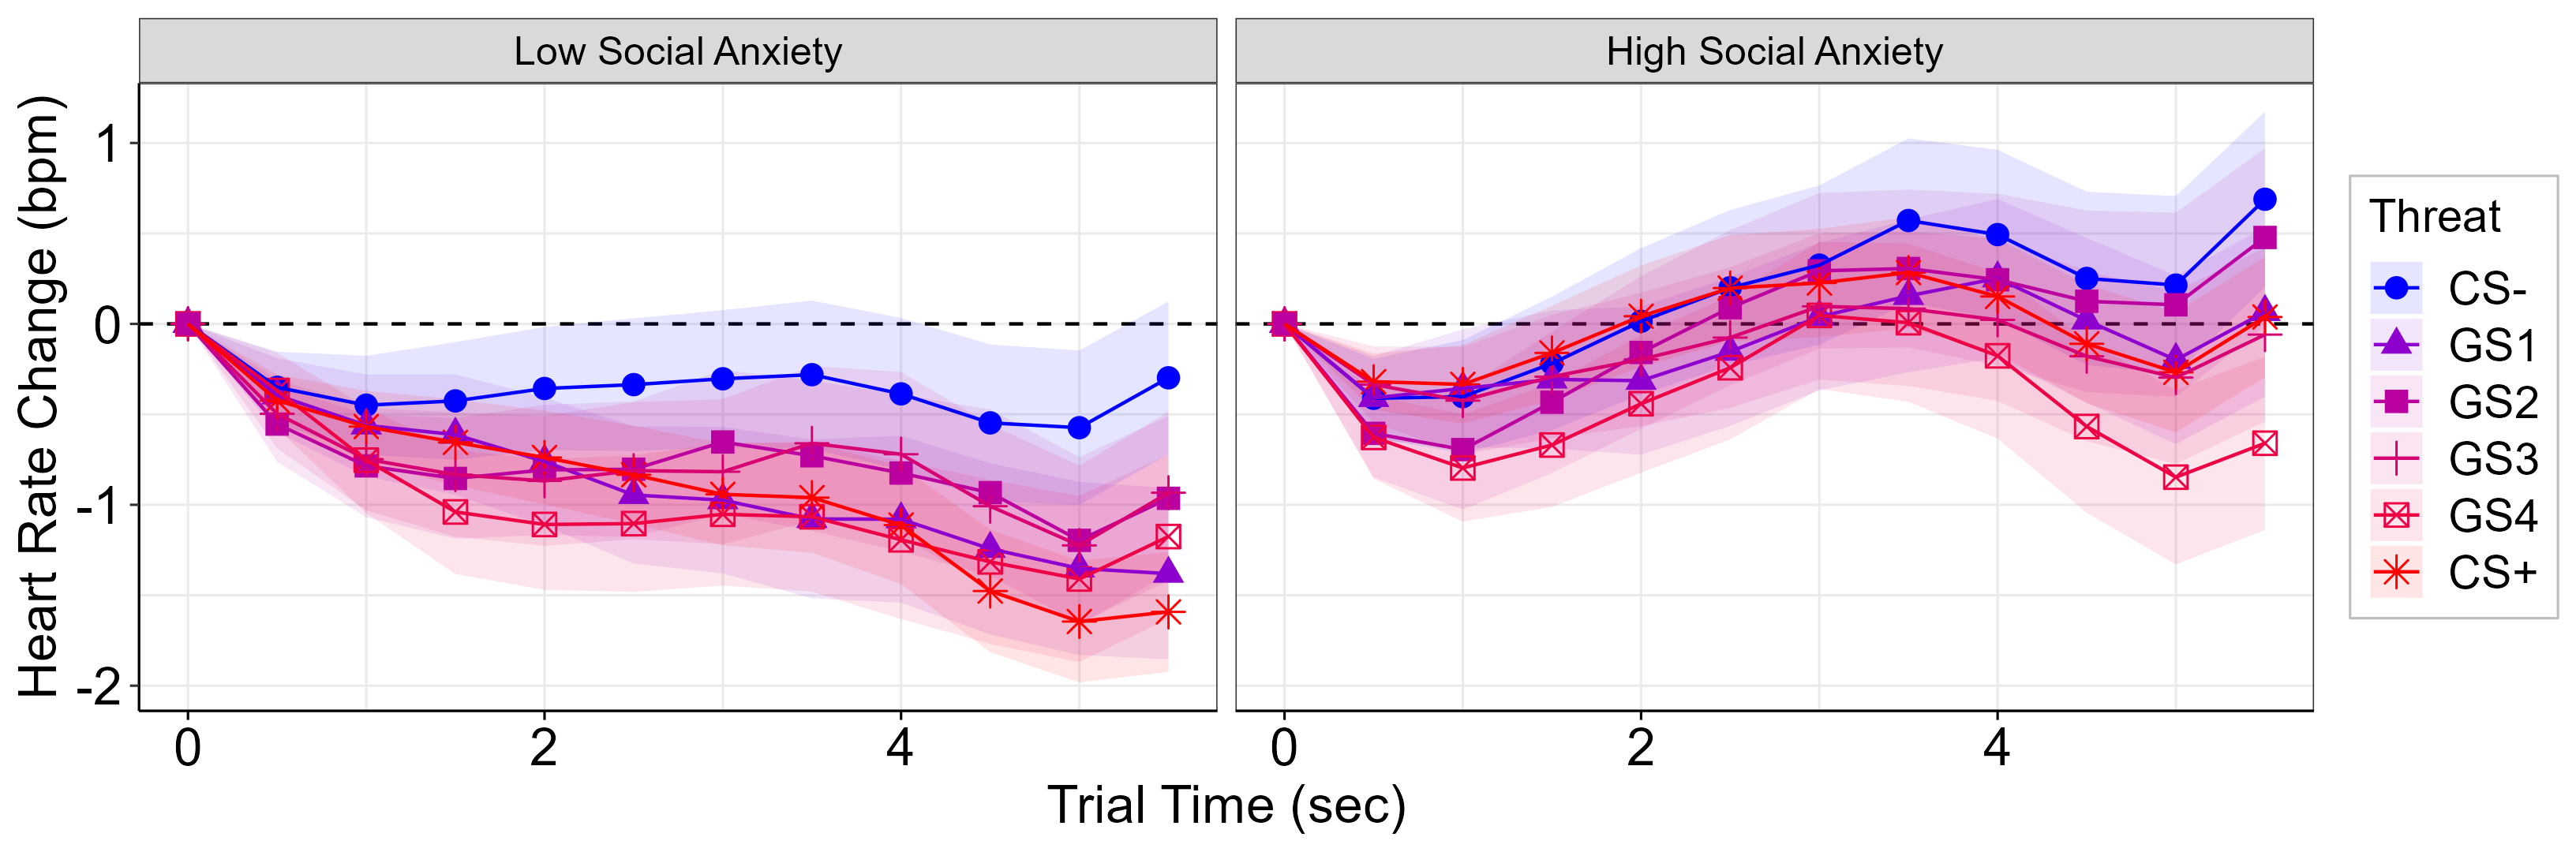 Low Social Anxiety
High Social Anxiety
Heart Rate Change (bpm)
1
0
-1
-2
0 2 4
0 2 4
Trial Time (sec)
Threat
CS-
GS1
GS2
GS3
GS4
CS+